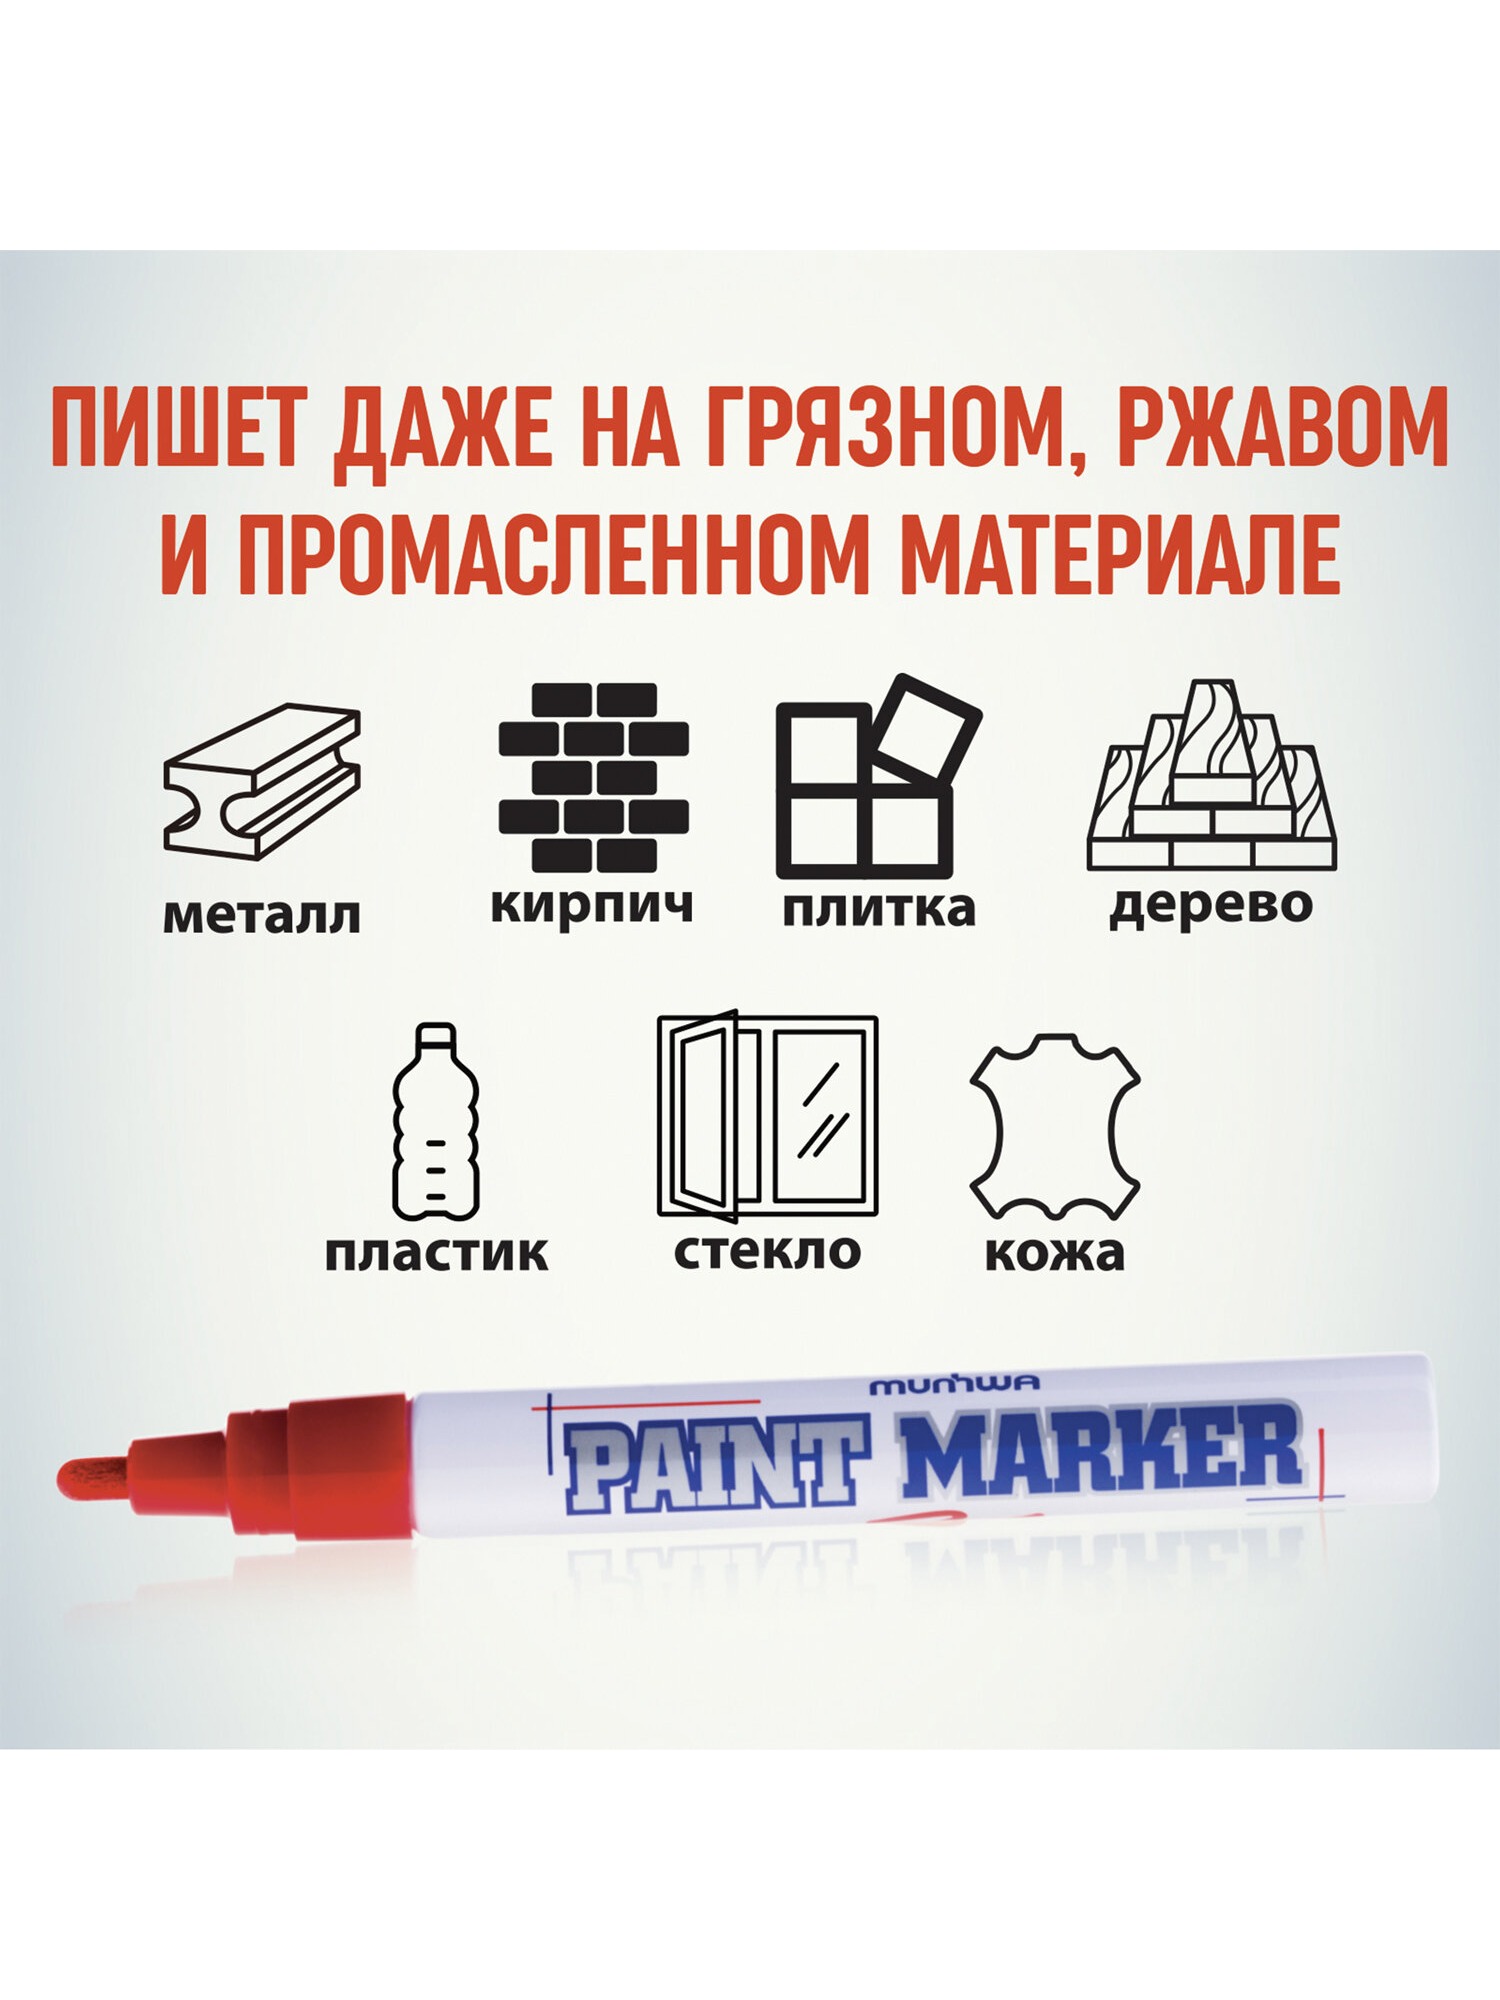 ПИШЕТ ДАЖЕ НА ГРЯЗНОМ, РЖАВОМ
И ПРОМАСЛЕННОМ МАТЕРИАЛЕ
металл кирпич плитка дерево
пластик стекло кожа
MUNHWA
PAINT MARKER